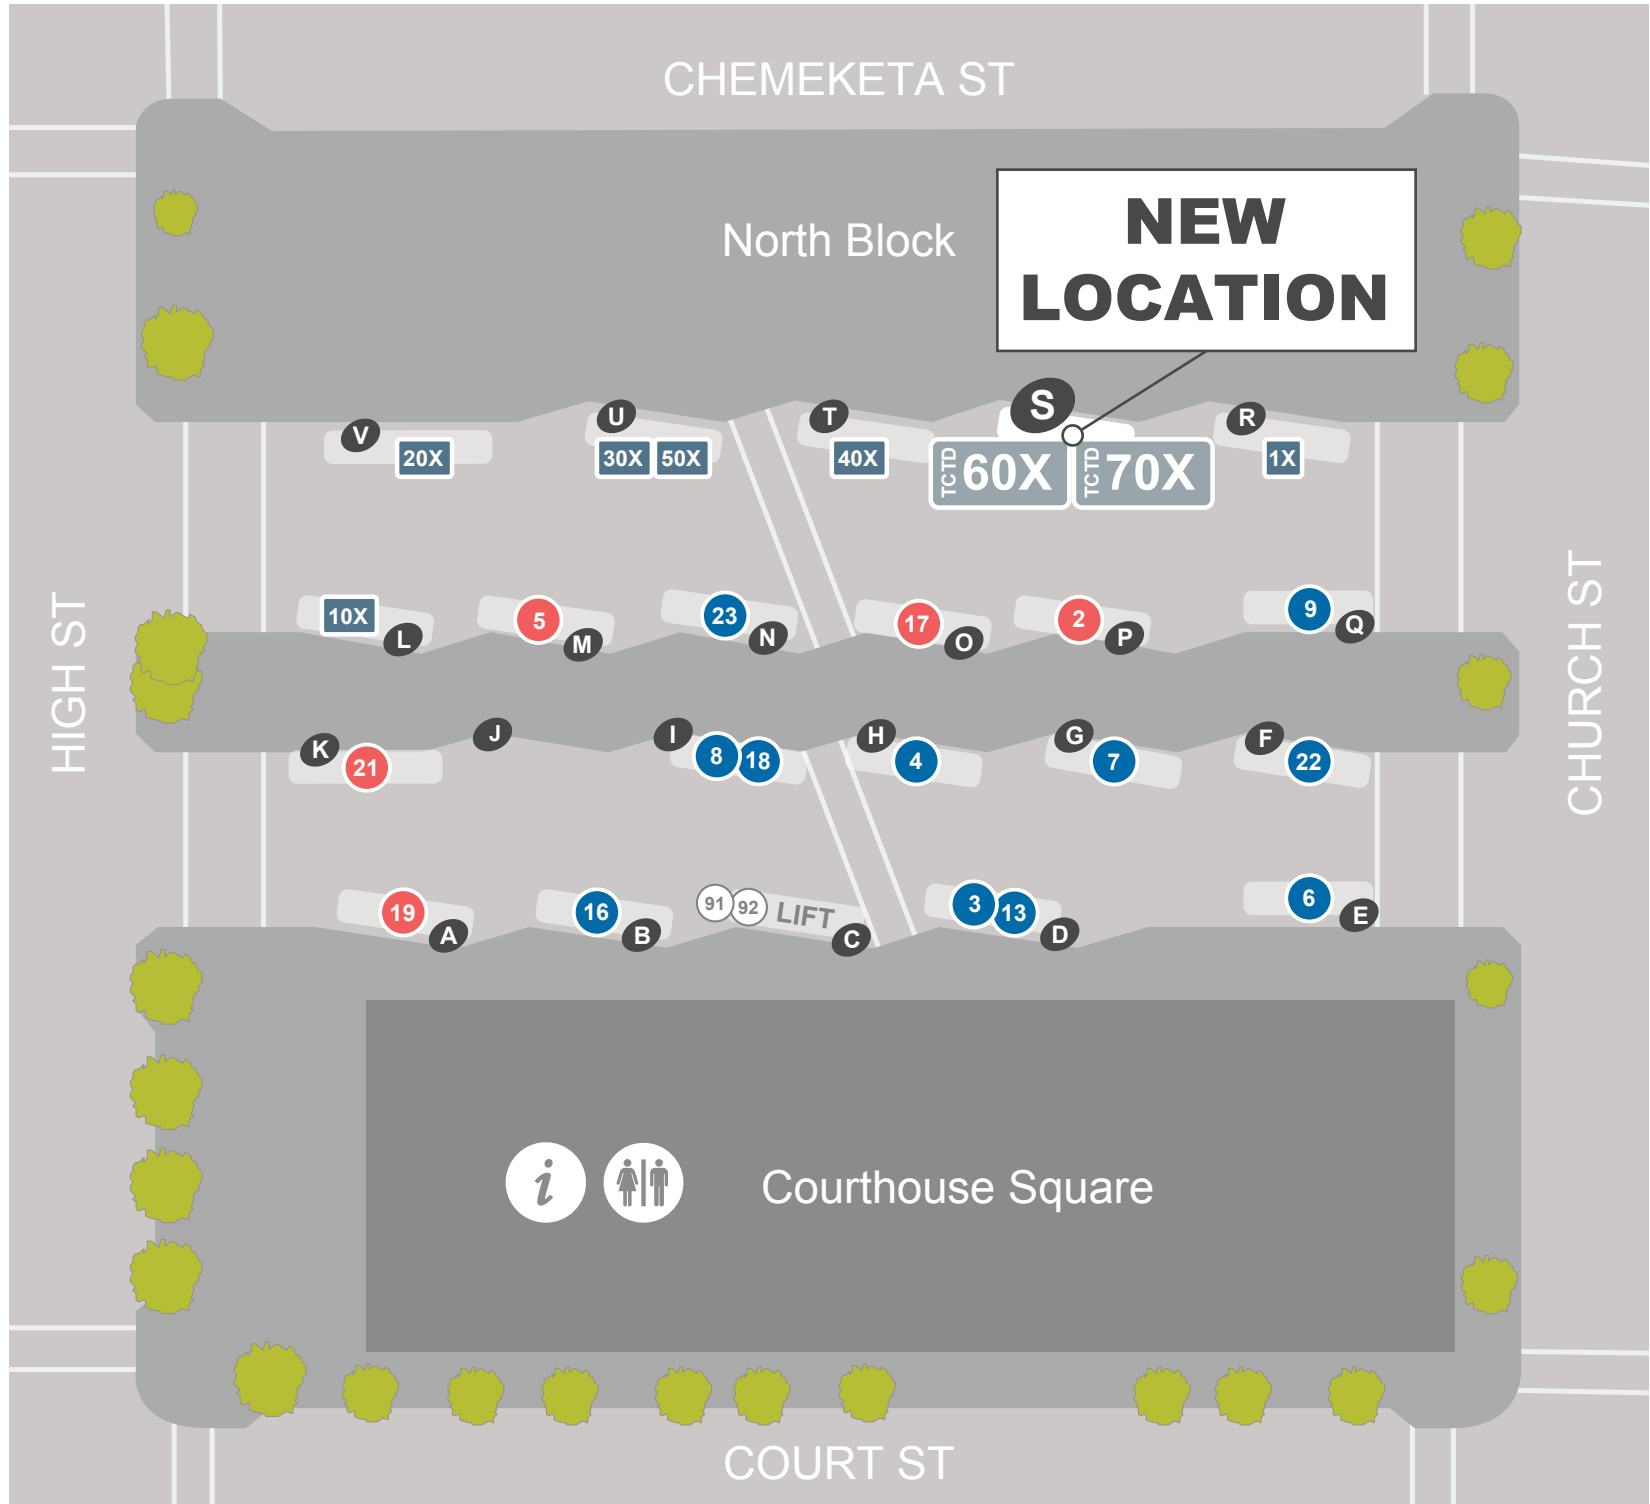 CHEMEKETA ST
North Block
NEW
LOCATION
V
U
T
S
R
20X
30X
50X
40X
TCTD
60X
TCTD
70X
1X
HIGH ST
CHURCH ST
10X
L
5
M
23
N
17
O
2
P
9
Q
K
21
J
I
8
18
H
4
G
7
F
22
19
A
16
B
91
92
LIFT
C
3
13
D
6
E
i
Courthouse Square
COURT ST